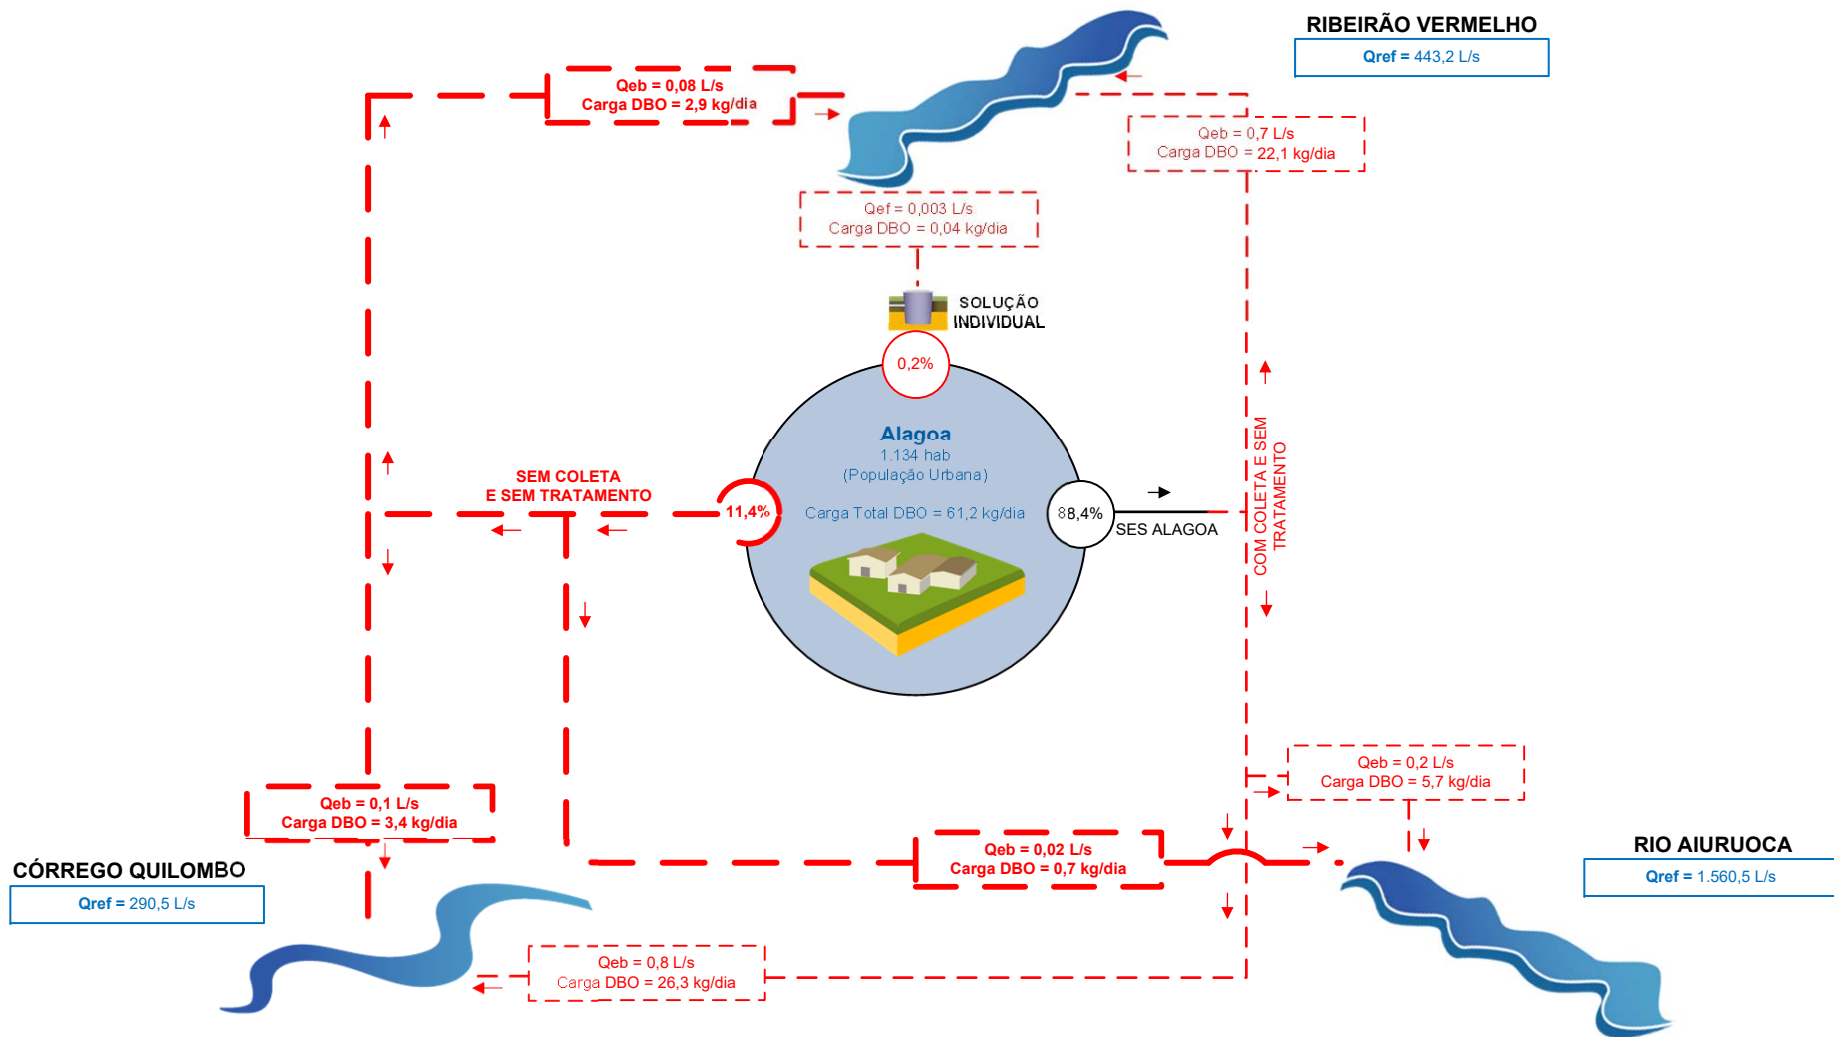 RIBEIRÃO VERMELHO
Qref = 443,2 L/s
Qeb = 0,08 L/s
Carga DBO = 2,9 kg/dia
Qeb = 0,7 L/s
Carga DBO = 22,1 kg/dia
Qef = 0,003 L/s
Carga DBO = 0,04 kg/dia
SOLUÇÃO
INDIVIDUAL
0,2%
Alagoa
1.134 hab
(População Urbana)
Carga Total DBO = 61,2 kg/dia
SEM COLETA
E SEM TRATAMENTO
11,4%
88,4%
SES ALAGOA
COM COLETA E SEM
TRATAMENTO
Qeb = 0,2 L/s
Carga DBO = 5,7 kg/dia
Qeb = 0,1 L/s
Carga DBO = 3,4 kg/dia
Qeb = 0,02 L/s
Carga DBO = 0,7 kg/dia
RIO AIURUOCA
Qref = 1.560,5 L/s
CÓRREGO QUILOMBO
Qref = 290,5 L/s
Qeb = 0,8 L/s
Carga DBO = 26,3 kg/dia